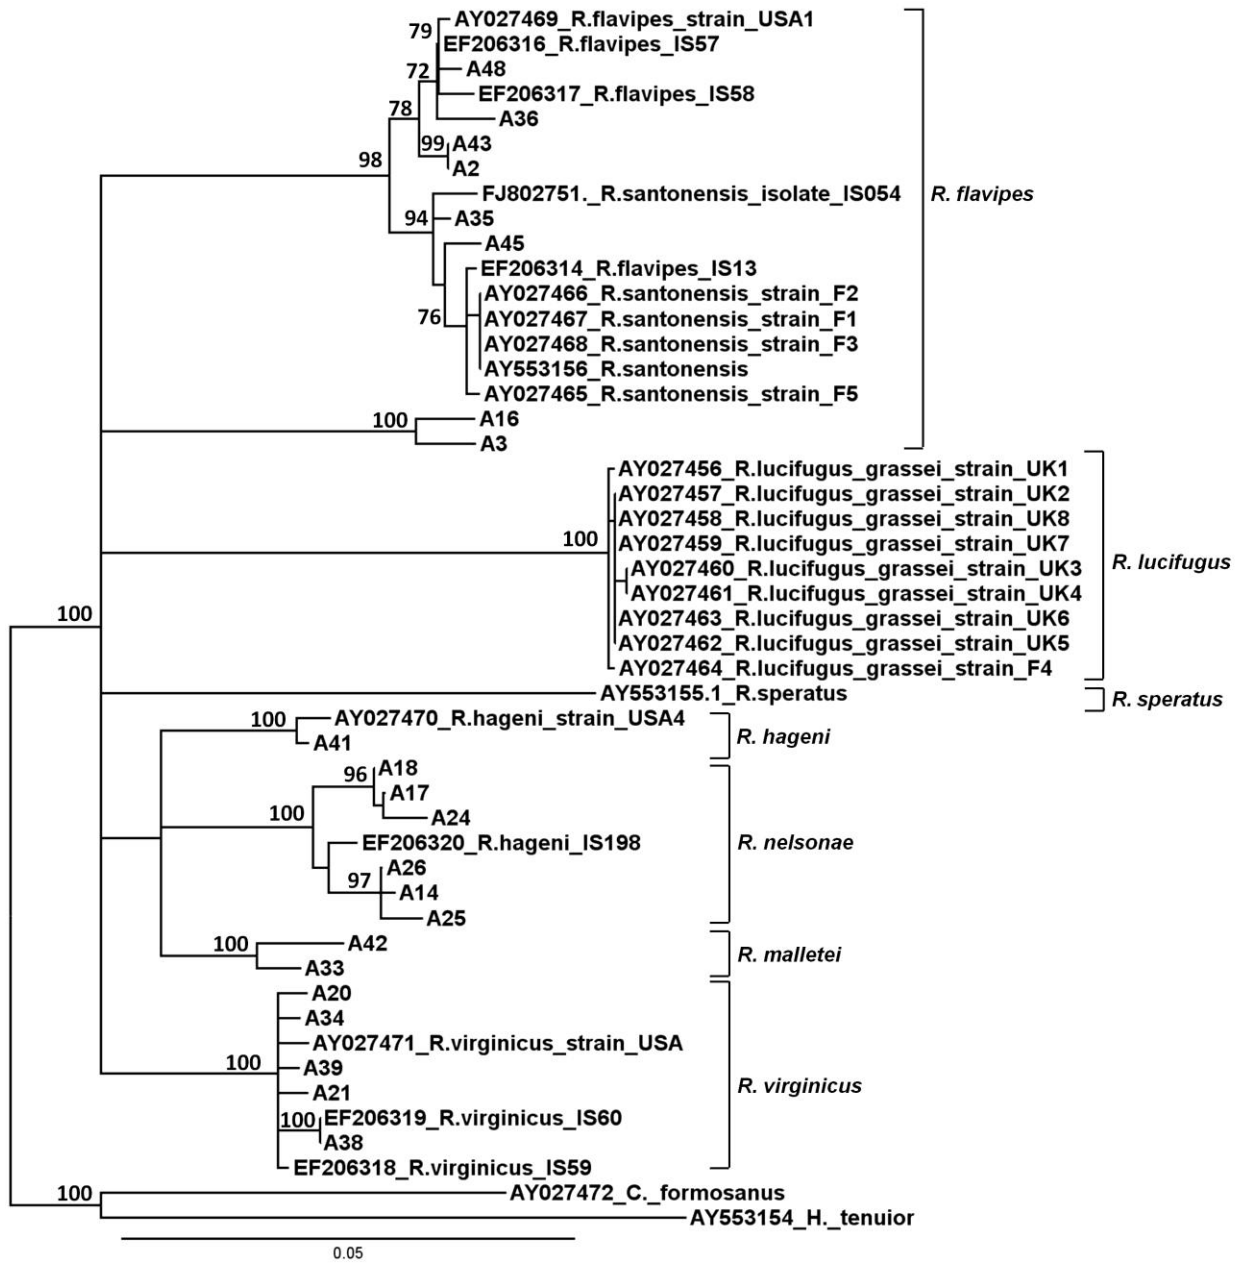 AY027469_R.flavipes_strain_USA1
79
EF206316_R.flavipes_IS57
72
A48
EF206317_R.flavipes_IS58
78
A36
99
A43
98
A2
FJ802751._R.santonensis_isolate_IS054
R. flavipes
94
A35
A45
EF206314_R.flavipes_IS13
AY027466_R.santonensis_strain_F2
76
AY027467_R.santonensis_strain_F1
AY027468_R.santonensis_strain_F3
AY553156_R.santonensis
AY027465_R.santonensis_strain_F5
100
A16
A3
AY027456_R.lucifugus_grassei_strain_UK1
AY027457_R.lucifugus_grassei_strain_UK2
AY027458_R.lucifugus_grassei_strain_UK8
100
AY027459_R.lucifugus_grassei_strain_UK7
R. lucifugus
AY027460_R.lucifugus_grassei_strain_UK3
AY027461_R.lucifugus_grassei_strain_UK4
100
AY027463_R.lucifugus_grassei_strain_UK6
AY027462_R.lucifugus_grassei_strain_UK5
AY027464_R.lucifugus_grassei_strain_F4
AY553155.1_R.speratus
R. speratus
100
AY027470_R.hageni_strain_USA4
R. hageni
A41
96
A18
A17
100
A24
EF206320_R.hageni_IS198
R. nelsonae
A26
97
A14
A25
100
A42
R. malletei
A33
A20
A34
AY027471_R.virginicus_strain_USA
100
A39
R. virginicus
A21
100
EF206319_R.virginicus_IS60
A38
EF206318_R.virginicus_IS59
100
AY027472_C._formosanus
AY553154_H._tenuior
0.05